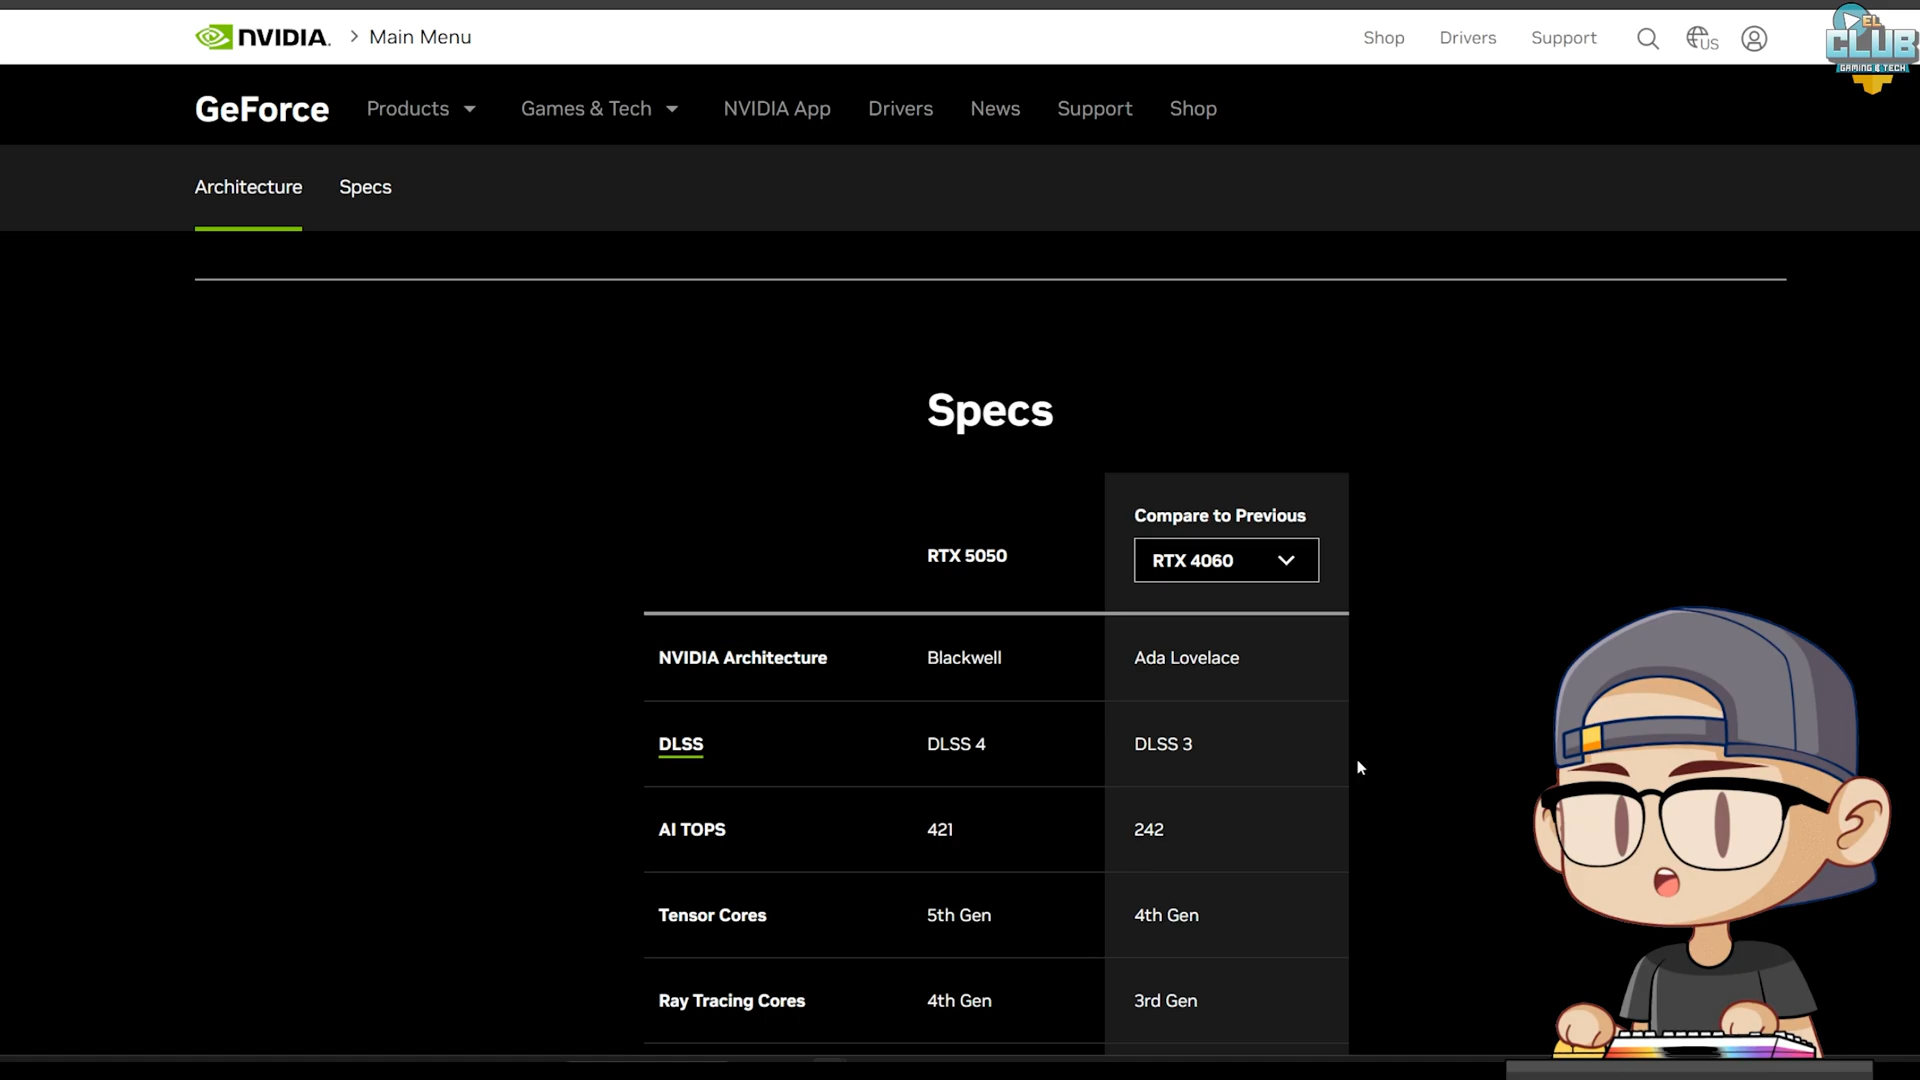 NVIDIA. > Main Menu Shop Drivers Support US
EL CLUB GAMING & TECH
GeForce Products Games & Tech NVIDIA App Drivers News Support Shop
Architecture Specs
Specs
Compare to Previous
RTX 5050 RTX 4060
NVIDIA Architecture Blackwell Ada Lovelace
DLSS DLSS 4 DLSS 3
AI TOPS 421 242
Tensor Cores 5th Gen 4th Gen
Ray Tracing Cores 4th Gen 3rd Gen